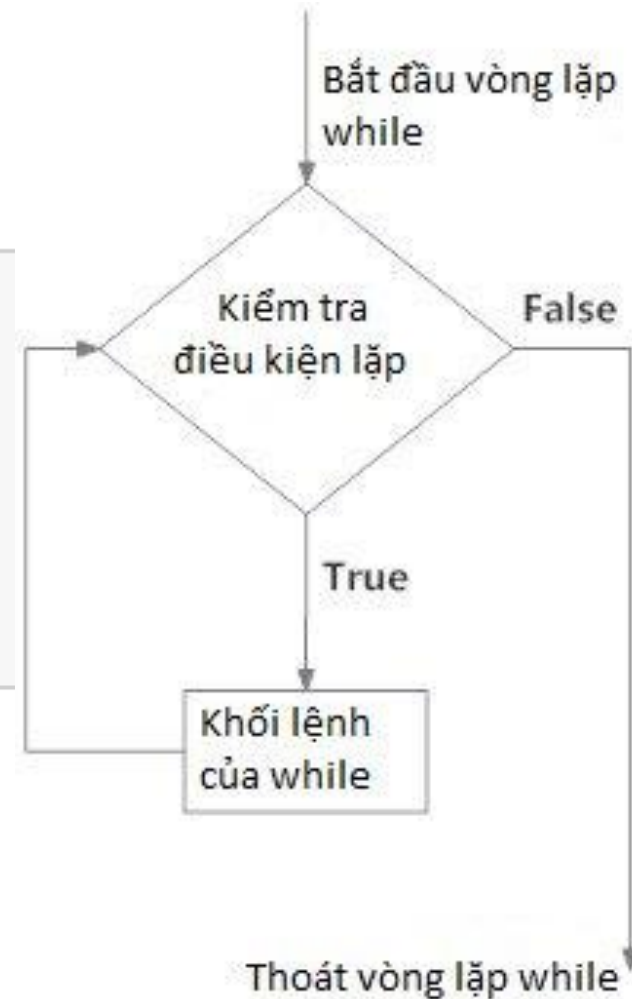 Bắt đầu vòng lặp
while
Kiểm tra
điều kiện lặp
False
True
Khối lệnh
của while
Thoát vòng lặp while